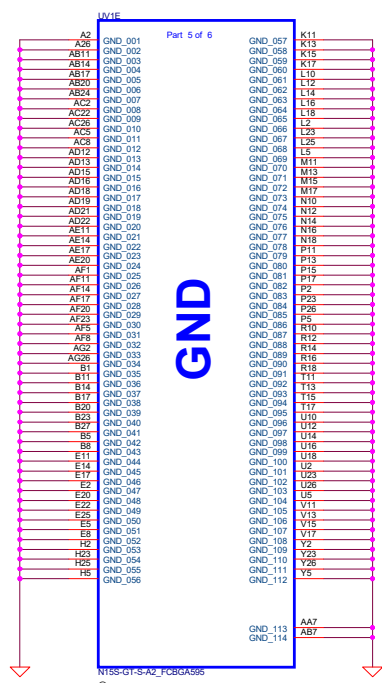 UV1E
Part 5 of 6
A2 GND_001 GND_057 K11
A26 GND_002 GND_058 K13
AB11 GND_003 GND_059 K15
AB14 GND_004 GND_060 K17
AB17 GND_005 GND_061 L10
AB20 GND_006 GND_062 L12
AB24 GND_007 GND_063 L14
AC2 GND_008 GND_064 L16
AC22 GND_009 GND_065 L18
AC26 GND_010 GND_066 L2
AC5 GND_011 GND_067 L23
AC8 GND_012 GND_068 L25
AD12 GND_013 GND_069 L5
AD13 GND_014 GND_070 M11
AD15 GND_015 GND_071 M13
AD16 GND_016 GND_072 M15
AD18 GND_017 GND_073 M17
AD19 GND_018 GND_074 N10
AD21 GND_019 GND_075 N12
AD22 GND_020 GND_076 N14
AE11 GND_021 GND_077 N16
AE14 GND_022 GND_078 N18
AE17 GND_023 GND_079 P11
AE20 GND_024 GND_080 P13
AF1 GND_025 GND_081 P15
AF11 GND_026 GND_082 P17
AF14 GND_027 GND_083 P2
AF17 GND_028 GND_084 P23
AF20 GND_029 GND_085 P26
AF23 GND_030 GND_086 P5
AF5 GND_031 GND_087 R10
AF8 GND_032 GND_088 R12
AG2 GND_033 GND_089 R14
AG26 GND_034 GND_090 R16
B1 GND_035 GND_091 R18
B11 GND_036 GND_092 T11
B14 GND_037 GND_093 T13
B17 GND_038 GND_094 T15
B20 GND_039 GND_095 T17
B23 GND_040 GND_096 U10
B27 GND_041 GND_097 U12
B5 GND_042 GND_098 U14
B8 GND_043 GND_099 U16
E11 GND_044 GND_100 U18
E14 GND_045 GND_101 U2
E17 GND_046 GND_102 U23
E2 GND_047 GND_103 U26
E20 GND_048 GND_104 U5
E22 GND_049 GND_105 V11
E25 GND_050 GND_106 V13
E5 GND_051 GND_107 V15
E8 GND_052 GND_108 V17
H2 GND_053 GND_109 Y2
H23 GND_054 GND_110 Y23
H25 GND_055 GND_111 Y26
H5 GND_056 GND_112 Y5
GND
GND_113 AA7
GND_114 AB7
N15S-GT-S-A2_FCBGA595